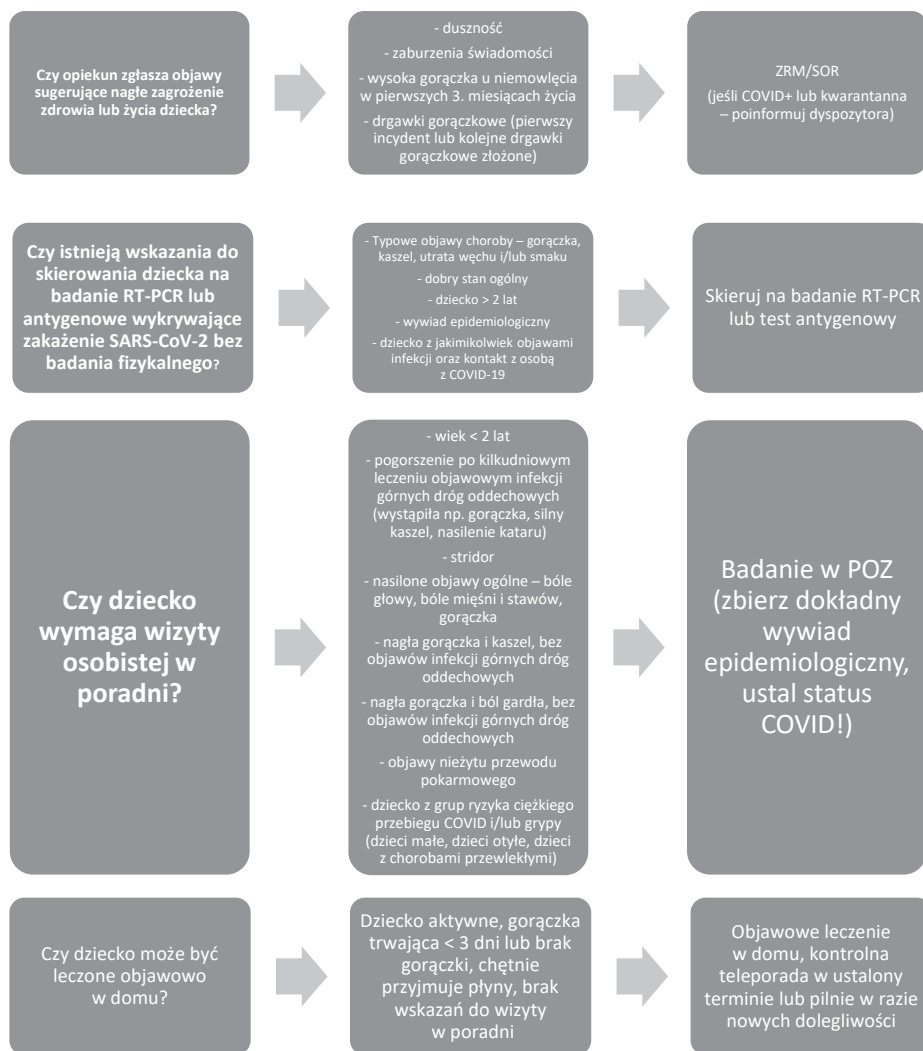 Czy opiekun zgłasza objawy
sugerujące nagłe zagrożenie
zdrowia lub życia dziecka?
- duszność
- zaburzenia świadomości
- wysoka gorączka u niemowlęcia
w pierwszych 3. miesiącach życia
- drgawki gorączkowe (pierwszy
incydent lub kolejne drgawki
gorączkowe złożone)
ZRM/SOR
(jeśli COVID+ lub kwarantanna
– poinformuj dyspozytora)
Czy istnieją wskazania do
skierowania dziecka na
badanie RT-PCR lub
antygenowe wykrywające
zakażenie SARS-CoV-2 bez
badania fizykalnego?
- Typowe objawy choroby – gorączka,
kaszel, utrata węchu i/lub smaku
- dobry stan ogólny
- dziecko > 2 lat
- wywiad epidemiologiczny
- dziecko z jakimikolwiek objawami
infekcji oraz kontakt z osobą
z COVID-19
Skieruj na badanie RT-PCR
lub test antygenowy
Czy dziecko
wymaga wizyty
osobistej w
poradni?
- wiek < 2 lat
- pogorszenie po kilkudniowym
leczeniu objawowym infekcji
górnych dróg oddechowych
(wystąpiła np. gorączka, silny
kaszel, nasilenie kataru)
- stridor
- nasilone objawy ogólne – bóle
głowy, bóle mięśni i stawów,
gorączka
- nagła gorączka i kaszel, bez
objawów infekcji górnych dróg
oddechowych
- nagła gorączka i ból gardła, bez
objawów infekcji górnych dróg
oddechowych
- objawy nieżytu przewodu
pokarmowego
- dziecko z grup ryzyka ciężkiego
przebiegu COVID i/lub grypy
(dzieci małe, dzieci otyłe, dzieci
z chorobami przewlekłymi)
Badanie w POZ
(zbierz dokładny
wywiad
epidemiologiczny,
ustal status
COVID!)
Czy dziecko może być
leczone objawowo
w domu?
Dziecko aktywne, gorączka
trwająca < 3 dni lub brak
gorączki, chętnie
przyjmuje płyny, brak
wskazań do wizyty
w poradni
Objawowe leczenie
w domu, kontrolna
teleporada w ustalony
terminie lub pilnie w razie
nowych dolegliwości